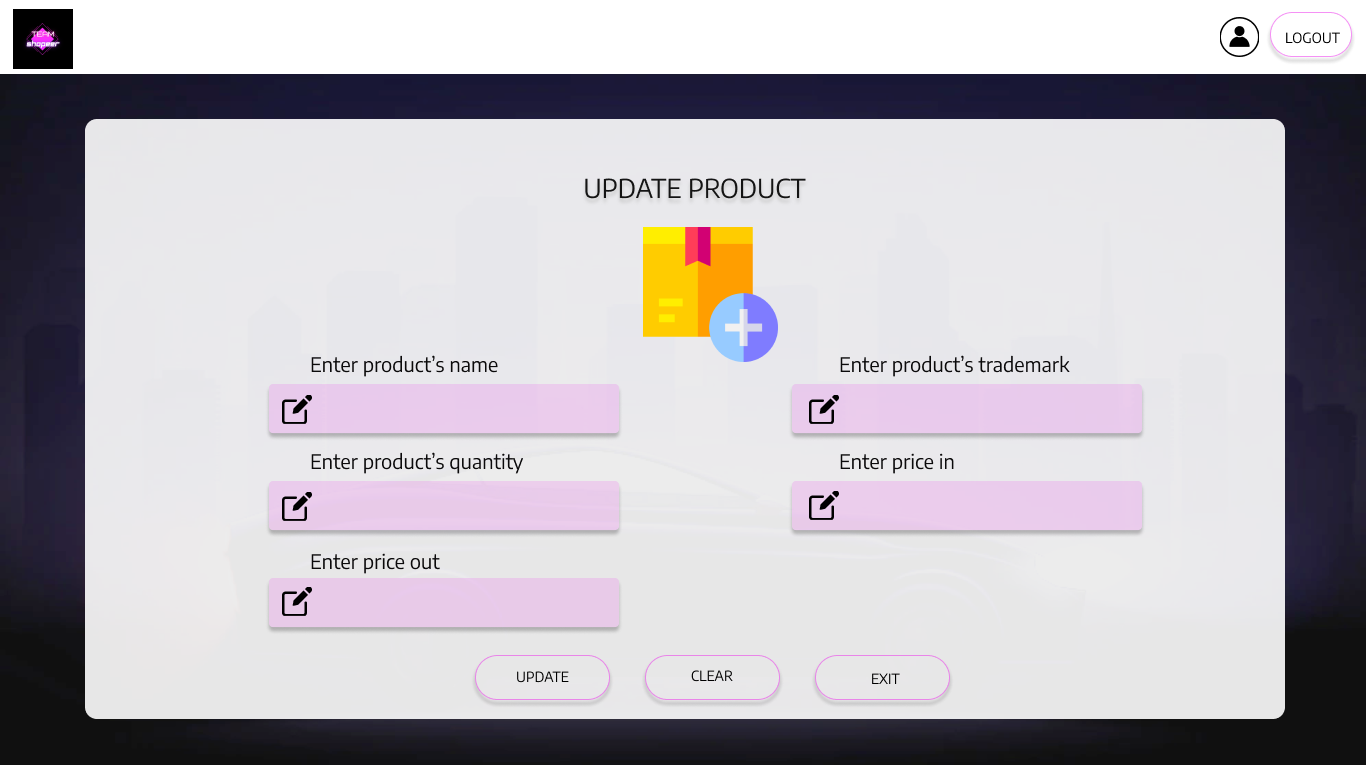 TEAM
shopeer
LOGOUT
UPDATE PRODUCT
Enter product’s name
Enter product’s trademark
Enter product’s quantity
Enter price in
Enter price out
UPDATE
CLEAR
EXIT